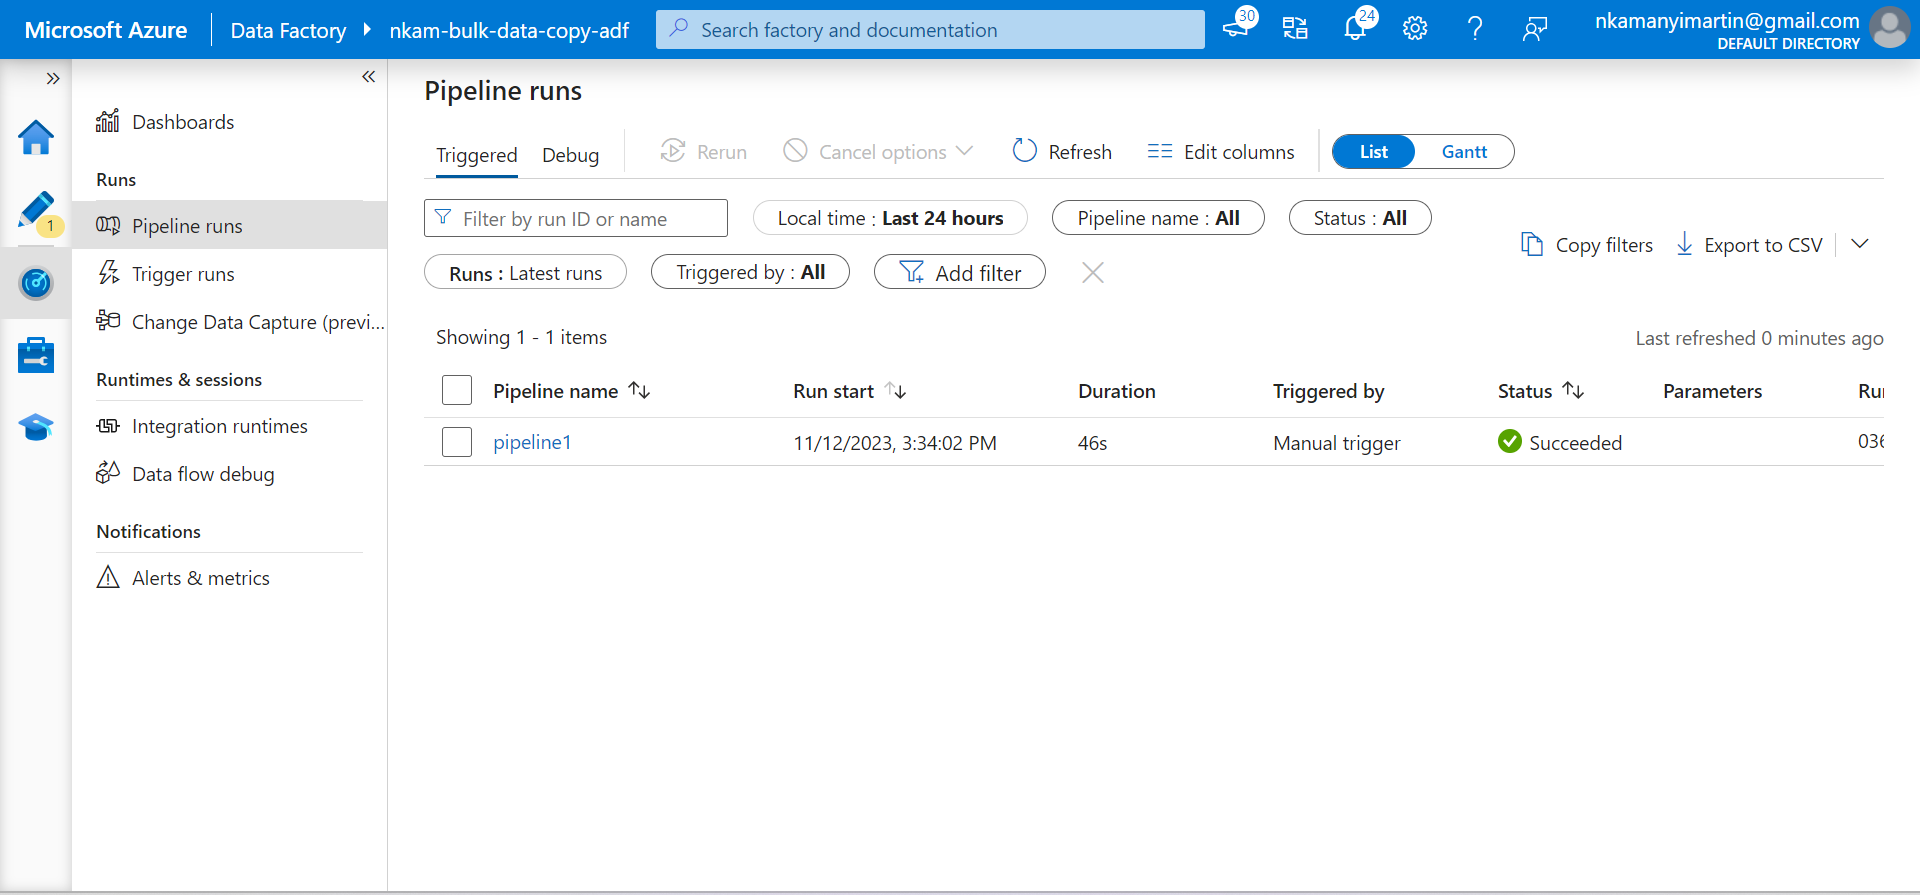 Microsoft Azure Data Factory nkam-bulk-data-copy-adf Search factory and documentation 30 24 nkamanyimartin@gmail.com
DEFAULT DIRECTORY
Dashboards
Runs
1
Pipeline runs
Trigger runs
Change Data Capture (previ...
Runtimes & sessions
Integration runtimes
Data flow debug
Notifications
Alerts & metrics
Pipeline runs
Triggered Debug Rerun Cancel options Refresh Edit columns List Gantt
Filter by run ID or name Local time : Last 24 hours Pipeline name : All Status : All
Copy filters Export to CSV
Runs : Latest runs Triggered by : All Add filter
Showing 1 - 1 items Last refreshed 0 minutes ago
Pipeline name Run start Duration Triggered by Status Parameters Ru
pipeline1 11/12/2023, 3:34:02 PM 46s Manual trigger Succeeded 036